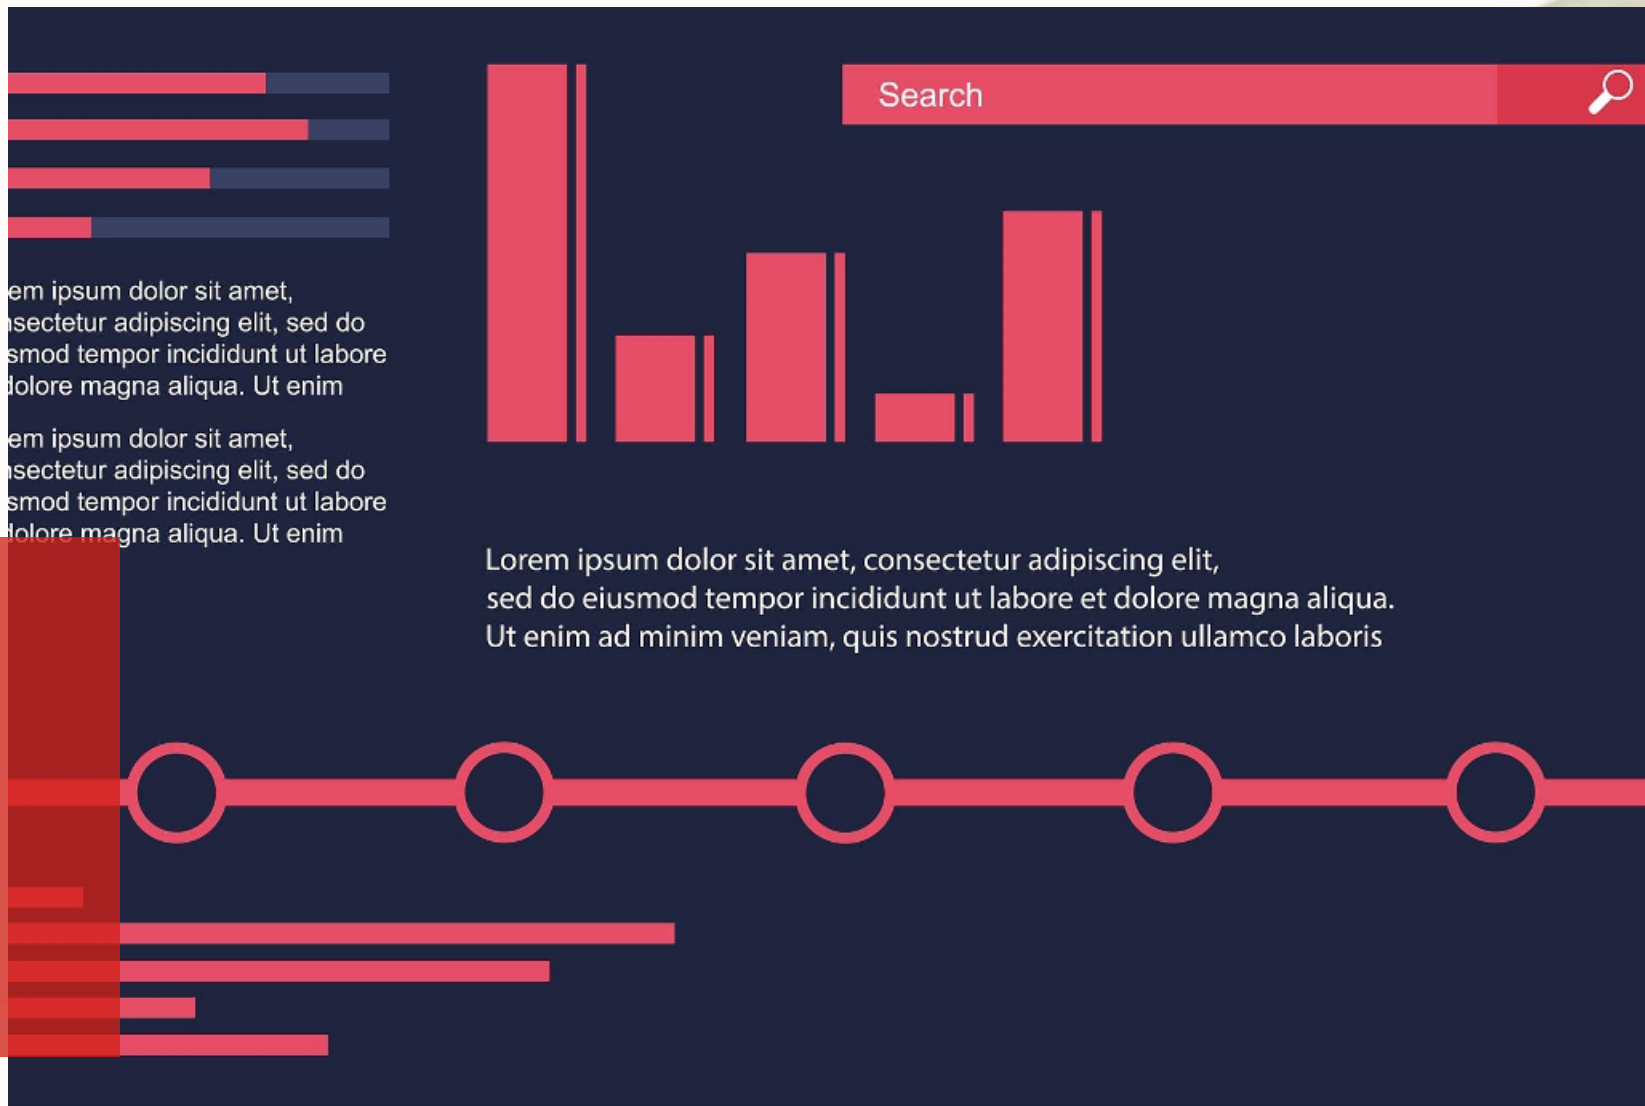 Search
em ipsum dolor sit amet,
nsectetur adipiscing elit, sed do
smod tempor incididunt ut labore
dolore magna aliqua. Ut enim
em ipsum dolor sit amet,
nsectetur adipiscing elit, sed do
smod tempor incididunt ut labore
dolore magna aliqua. Ut enim
Lorem ipsum dolor sit amet, consectetur adipiscing elit,
sed do eiusmod tempor incididunt ut labore et dolore magna aliqua.
Ut enim ad minim veniam, quis nostrud exercitation ullamco laboris